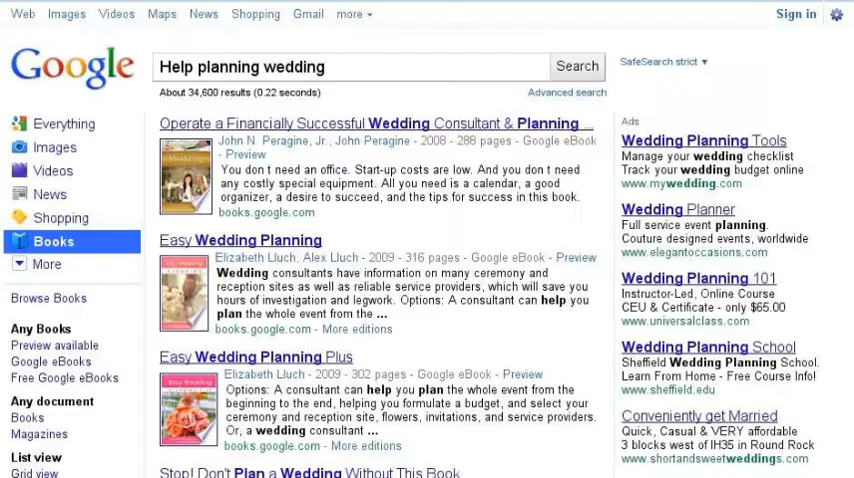 Web Images Videos Maps News Shopping Gmail more
Sign in
Google
Help planning wedding
Search
SafeSearch strict ▼
About 34,600 results (0.22 seconds)
Advanced search
Everything
Images
Videos
News
Shopping
Books
More
Browse Books
Any Books
Preview available
Google eBooks
Free Google eBooks
Any document
Books
Magazines
List view
Grid view
Operate a Financially Successful Wedding Consultant & Planning ...
John N. Peragine, Jr., John Peragine - 2008 - 288 pages - Google eBook
- Preview
You don t need an office. Start-up costs are low. And you don t need
any costly special equipment. All you need is a calendar, a good
organizer, a desire to succeed, and the tips for success in this book.
books.google.com
Easy Wedding Planning
Elizabeth Lluch, Alex Lluch - 2009 - 316 pages - Google eBook - Preview
Wedding consultants have information on many ceremony and
reception sites as well as reliable service providers, which will save you
hours of investigation and legwork. Options: A consultant can help you
plan the whole from the ...
books.google.com - More editions
Easy Wedding Planning Plus
Elizabeth Lluch - 2009 - 302 pages - Google eBook - Preview
Options: A consultant can help you plan the whole event from the
beginning to the end, helping you formulate a budget, and select your
ceremony and reception site, flowers, invitations, and service providers.
Or, a wedding consultant ...
books.google.com - More editions
Stop! Don't Plan a Wedding Without This Book
Ads
Wedding Planning Tools
Manage your wedding checklist
Track your wedding budget online
www.mywedding.com
Wedding Planner
Full service event planning.
Couture designed events, worldwide
www.elegantoccasions.com
Wedding Planning 101
Instructor-Led, Online Course
CEU & Certificate - only $65.00
www.universalclass.com
Wedding Planning School
Sheffield Wedding Planning School.
Learn From Home - Free Course Info!
www.sheffield.edu
Conveniently get Married
Quick, Casual & VERY affordable
3 blocks west of IH35 in Round Rock
www.shortandsweetweddings.com